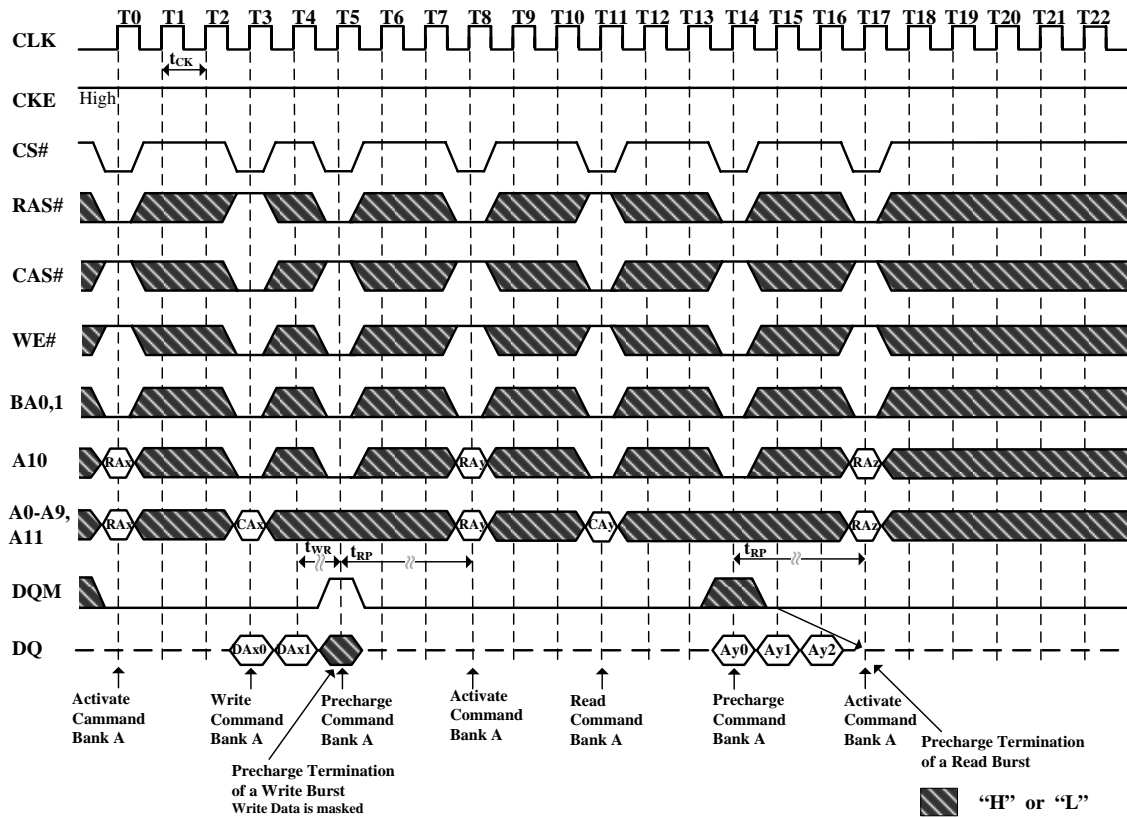 T0 T1 T2 T3 T4 T5 T6 T7 T8 T9 T10 T11 T12 T13 T14 T15 T16 T17 T18 T19 T20 T21 T22
CLK
tCK
CKE
High
CS#
RAS#
CAS#
WE#
BA0,1
A10
RAx RAy RAz
A0-A9,
A11
RAx CAx RAy CAy RAz
tWR tRP tRP
DQM
DQ
DAx0 DAx1 Ay0 Ay1 Ay2
Activate
Cammand
Bank A
Write
Command
Bank A
Precharge
Command
Bank A
Activate
Command
Bank A
Read
Command
Bank A
Precharge
Command
Bank A
Activate
Command
Bank A
Precharge Termination
of a Write Burst
Write Data is masked
Precharge Termination
of a Read Burst
“H” or “L”